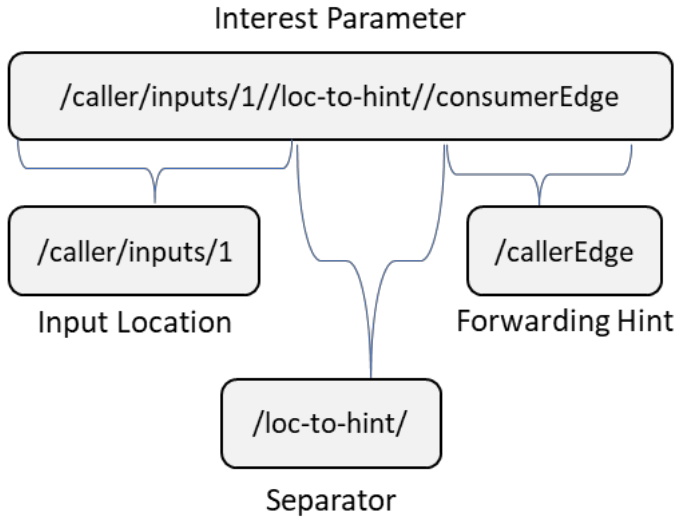 Interest Parameter
/caller/inputs/1//loc-to-hint//consumerEdge
/caller/inputs/1
/callerEdge
Input Location
Forwarding Hint
/loc-to-hint/
Separator